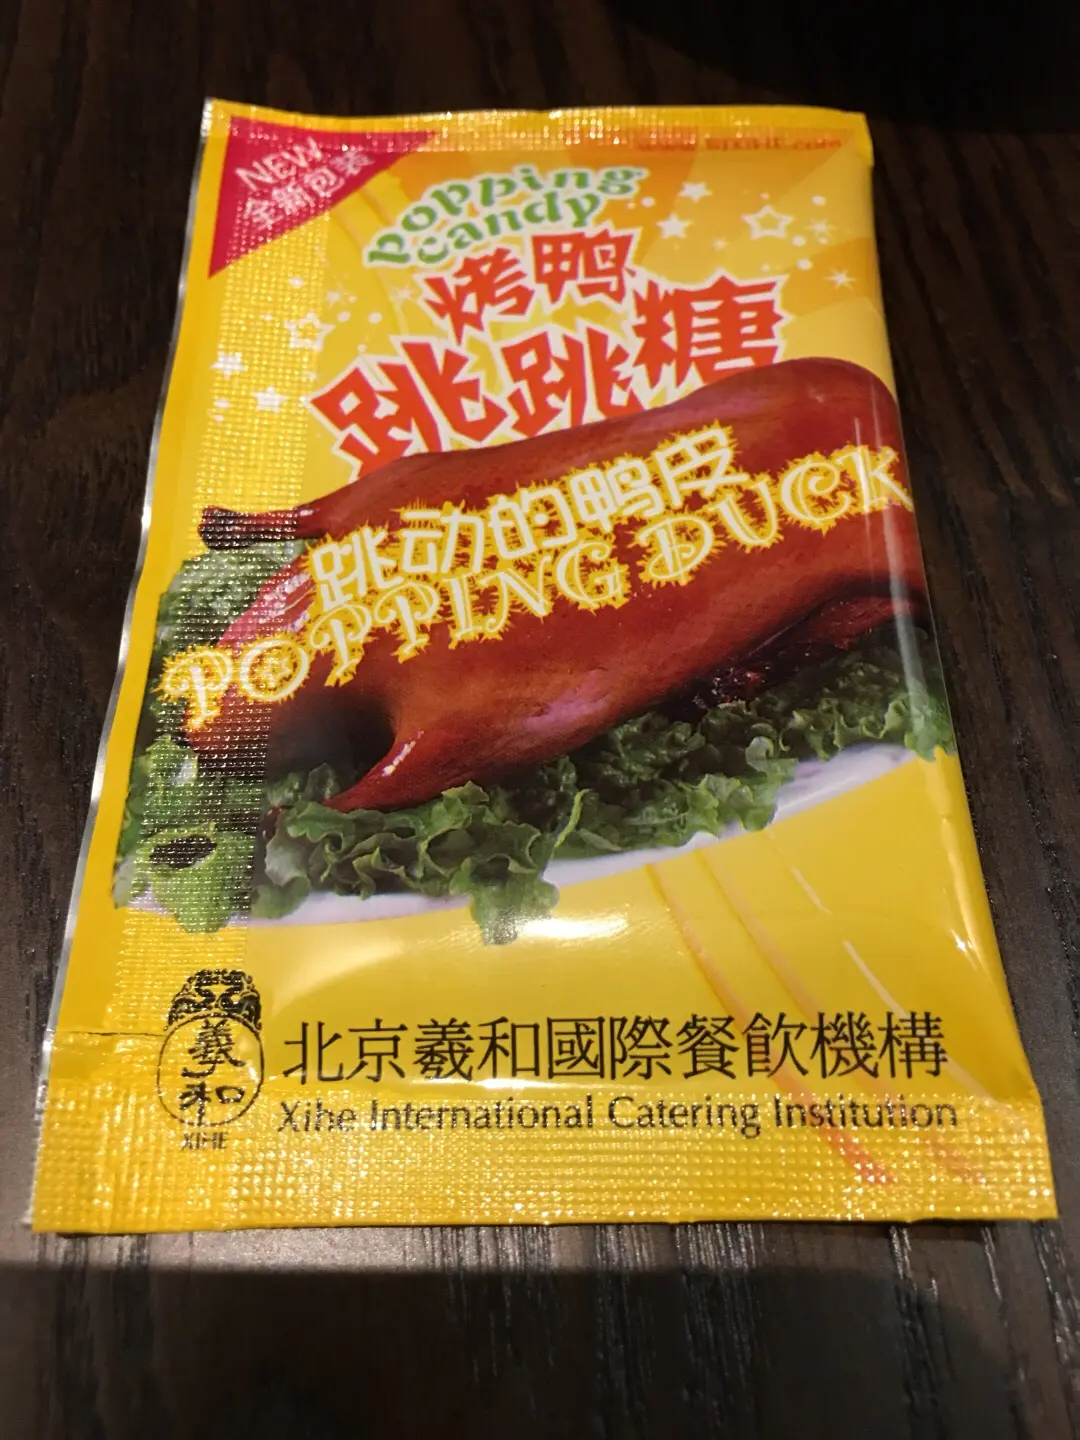 NEW
全新包装
popping
candy
烤鸭
跳跳糖
跳动的鸭皮
POPPING DUCK
羲和
XIHE
北京羲和國際餐飲機構
Xihe International Catering Institution